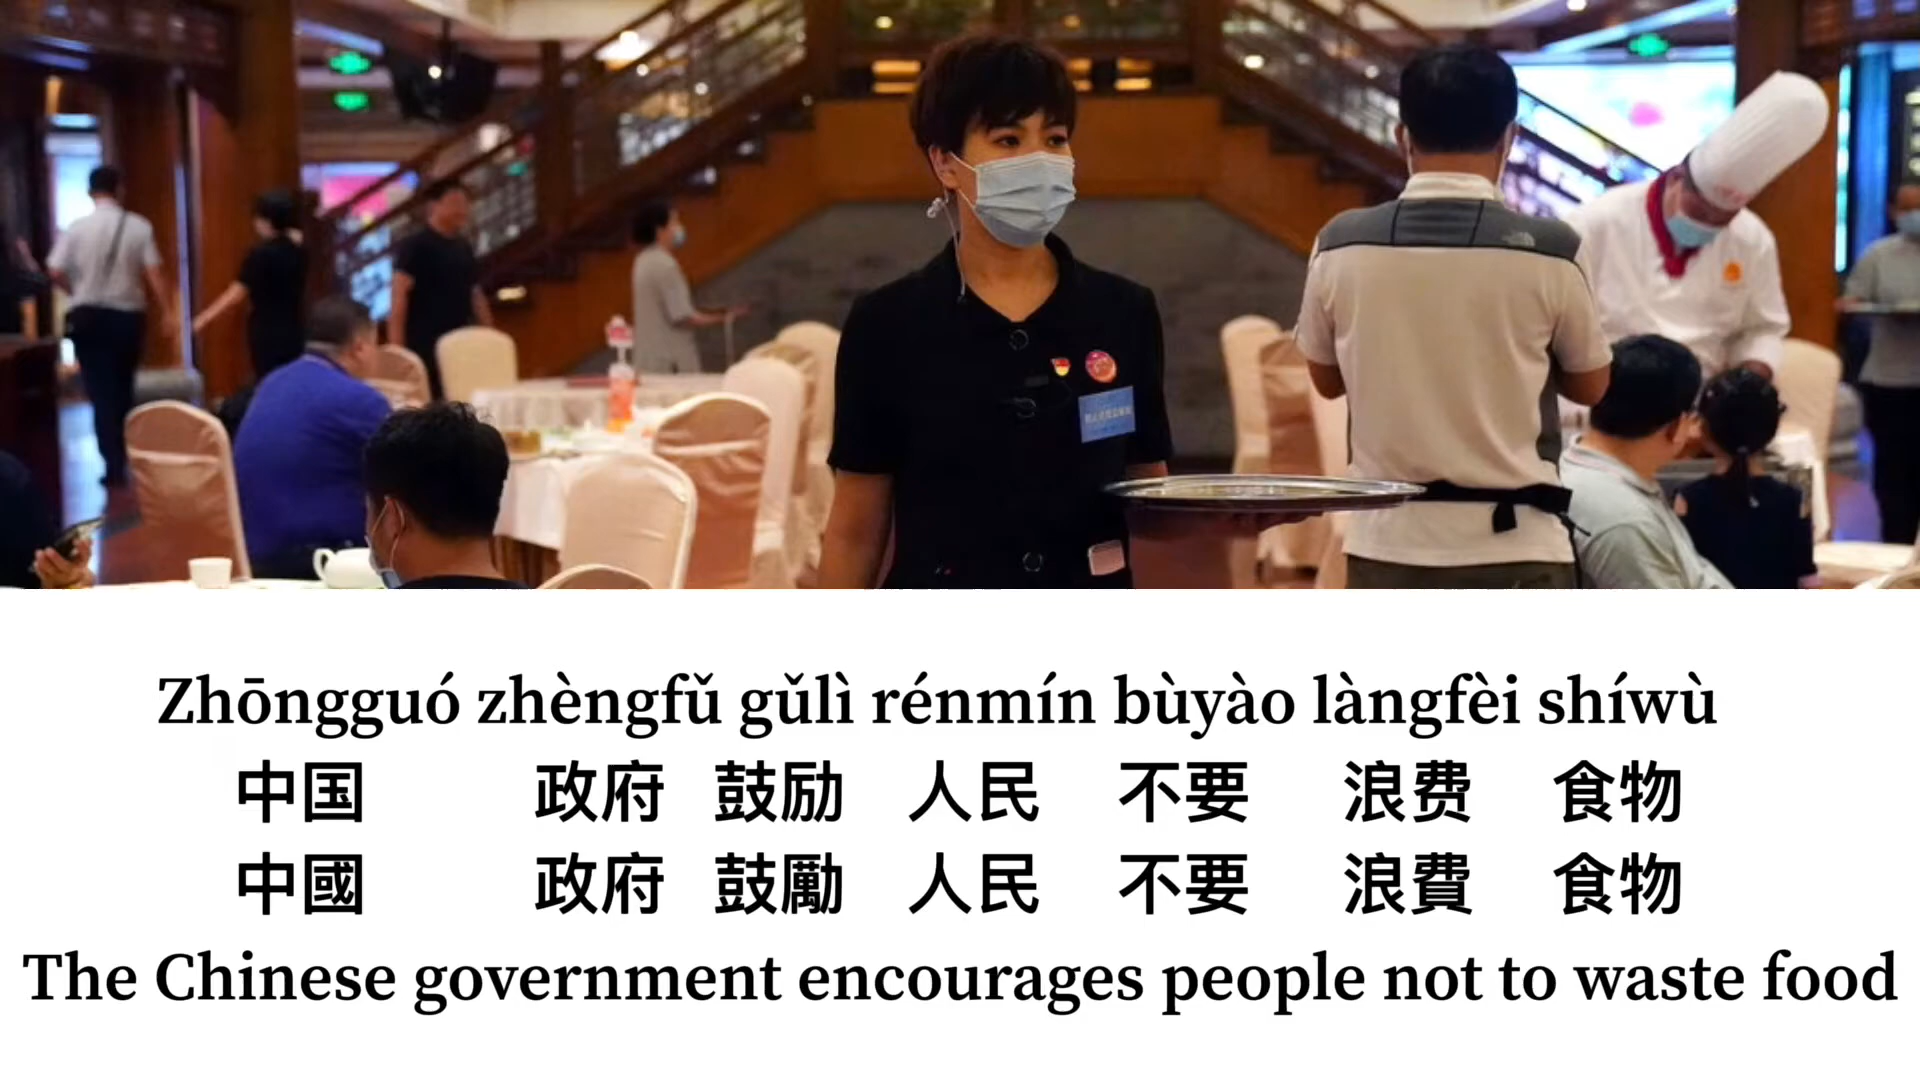 Zhōngguó zhèngfǔ gǔlì rénmín bùyào làngfèi shíwù
中国 政府 鼓励 人民 不要 浪费 食物
中國 政府 鼓勵 人民 不要 浪費 食物
The Chinese government encourages people not to waste food